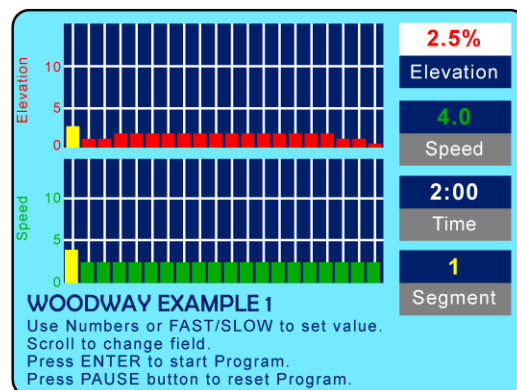 Elevation
10
5
0
Speed
10
5
0
2.5%
Elevation
4.0
Speed
2:00
Time
1
Segment
WOODWAY EXAMPLE 1
Use Numbers or FAST/SLOW to set value.
Scroll to change field.
Press ENTER to start Program.
Press PAUSE button to reset Program.